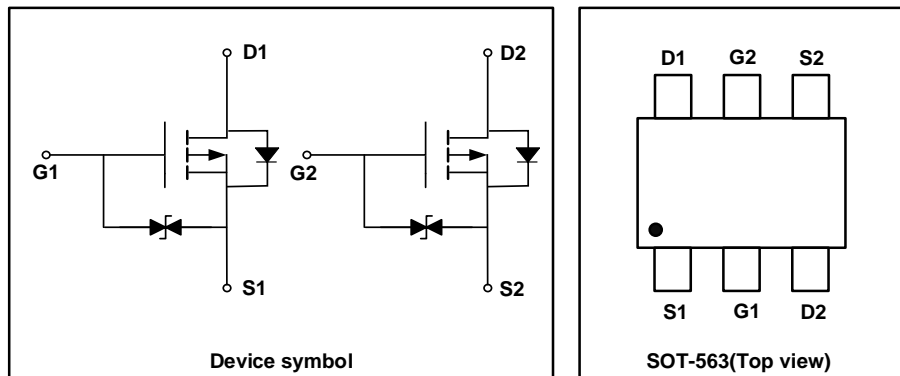 D1
D2
G1
G2
S1
S2
Device symbol
D1 G2 S2
S1 G1 D2
SOT-563(Top view)